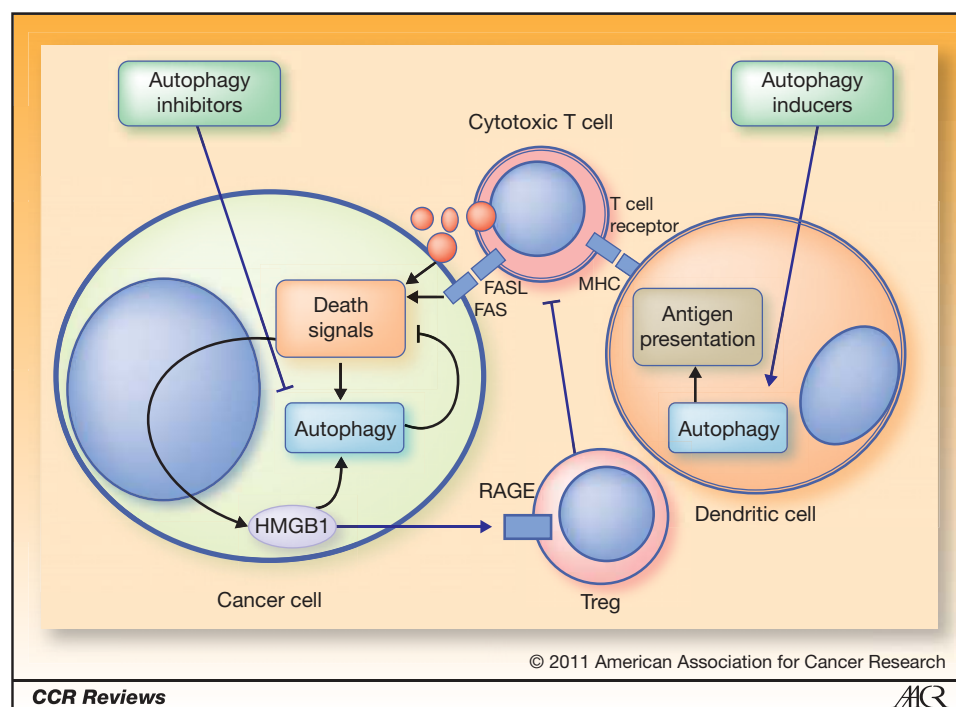 Autophagy
inhibitors
Autophagy
inducers
Cytotoxic T cell
T cell
receptor
MHC
FASL
FAS
Death
signals
Antigen
presentation
Autophagy
Autophagy
RAGE
HMGB1
Dendritic cell
Cancer cell
Treg
© 2011 American Association for Cancer Research
CCR Reviews
AACR